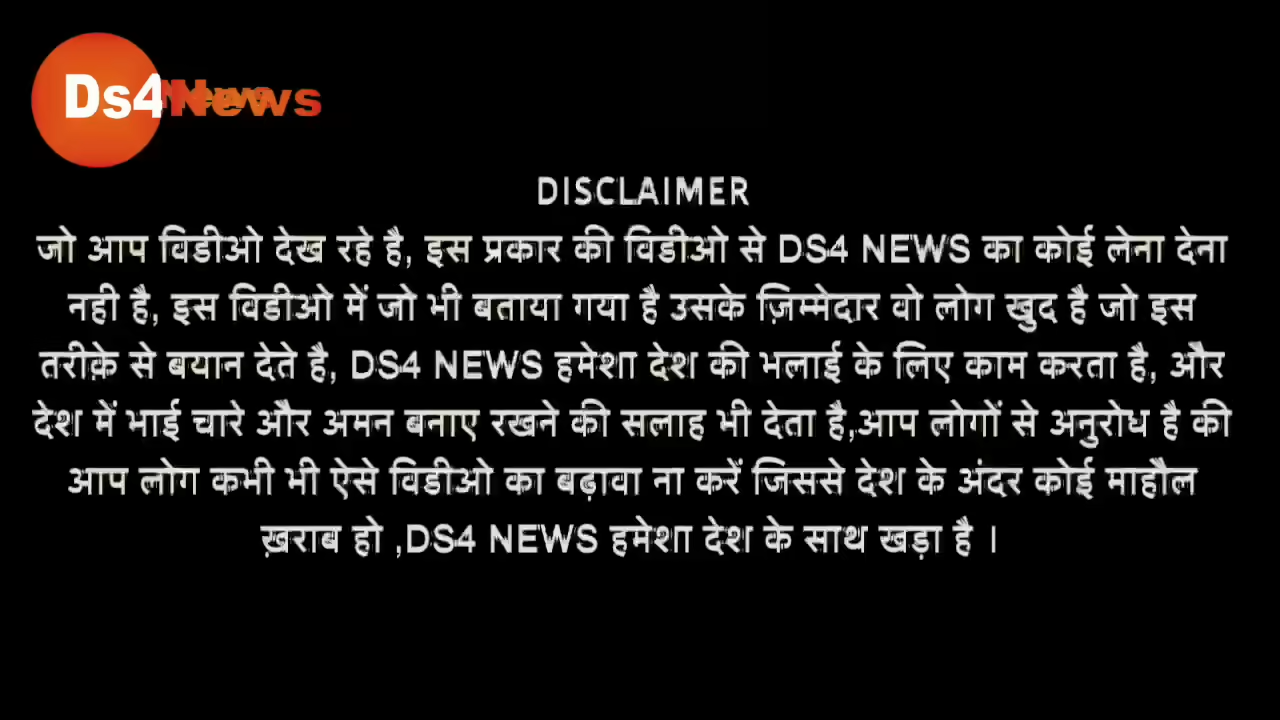 Ds4 News
DISCLAIMER
जो आप विडीओ देख रहे है, इस प्रकार की विडीओ से DS4 NEWS का कोई लेना देना
नही है, इस विडीओ में जो भी बताया गया है उसके ज़िम्मेदार वो लोग खुद है जो इस
तरीक़े से बयान देते है, DS4 NEWS हमेशा देश की भलाई के लिए काम करता है, और
देश में भाई चारे और अमन बनाए रखने की सलाह भी देता है,आप लोगों से अनुरोध है की
आप लोग कभी भी ऐसे विडीओ का बढ़ावा ना करें जिससे देश के अंदर कोई माहौल
ख़राब हो ,DS4 NEWS हमेशा देश के साथ खड़ा है ।